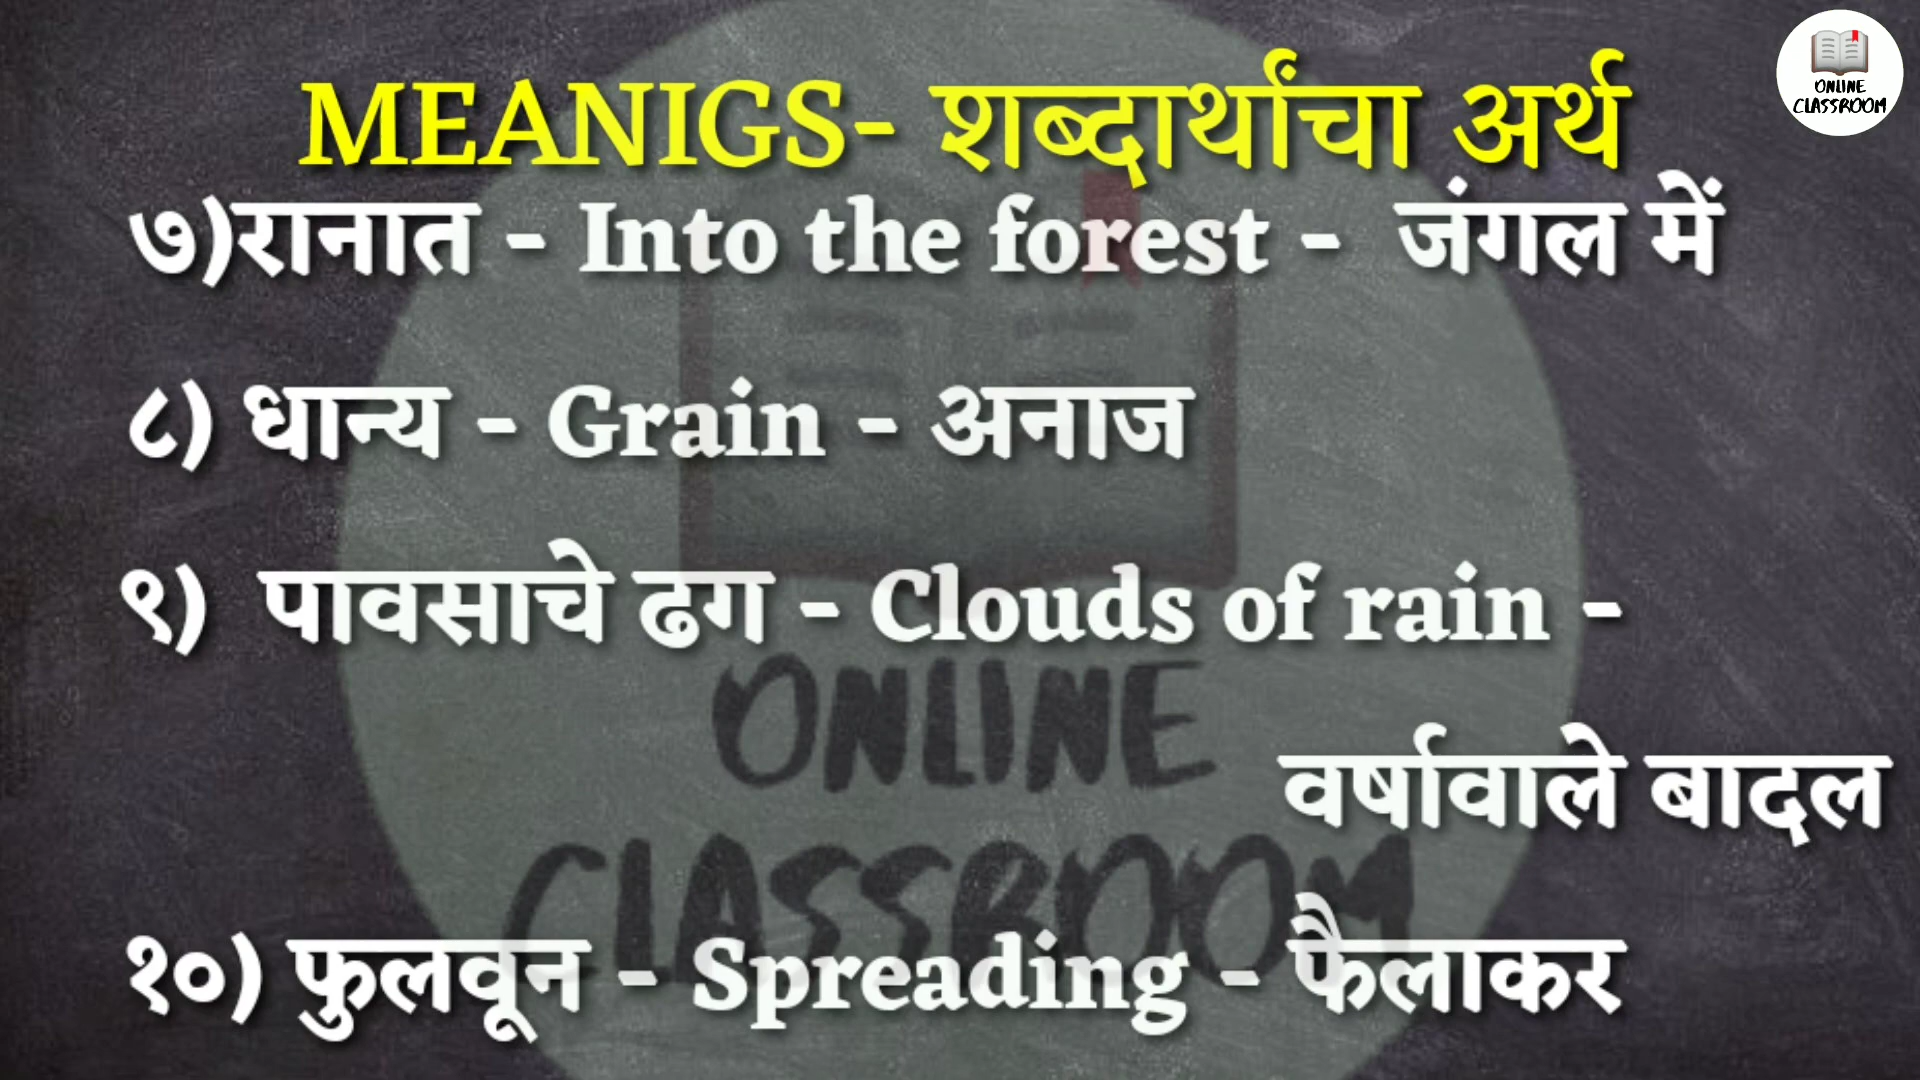 MEANIGS- शब्दार्थांचा अर्थ
ONLINE
CLASSROOM
७)रानात - Into the forest - जंगल में
८) धान्य - Grain - अनाज
९) पावसाचे ढग - Clouds of rain -
ONLINE
वर्षावाले बादल
CLASSROOM
१०) फुलवून - Spreading - फैलाकर